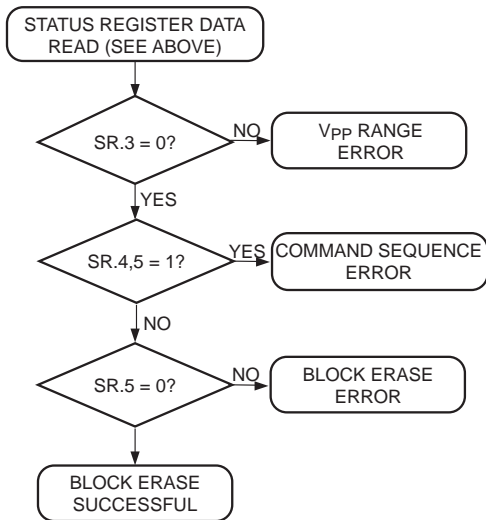 STATUS REGISTER DATA
READ (SEE ABOVE)
SR.3 = 0?
NO
VPP RANGE
ERROR
YES
SR.4,5 = 1?
YES
COMMAND SEQUENCE
ERROR
NO
SR.5 = 0?
NO
BLOCK ERASE
ERROR
BLOCK ERASE
SUCCESSFUL